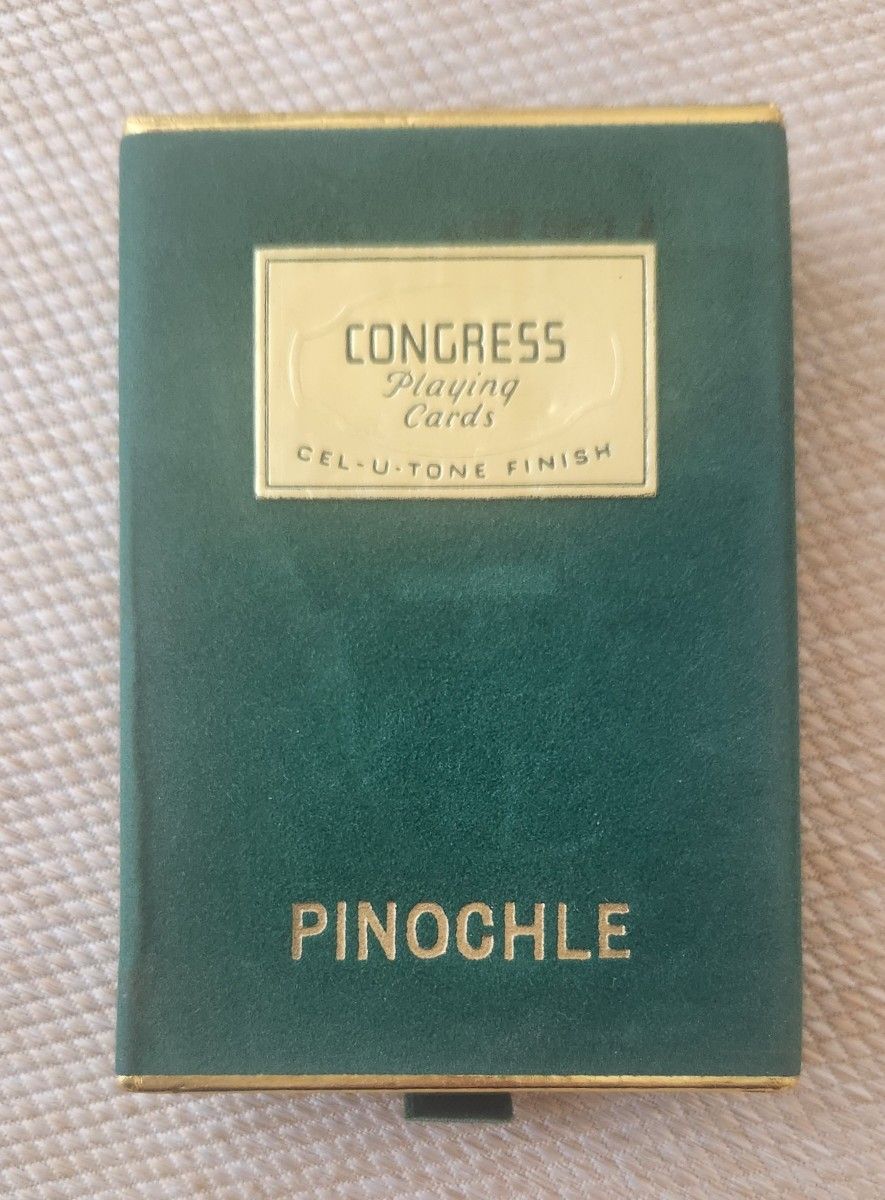 CONGRESS
Playing
Cards
CEL-U-TONE FINISH
PINOCHLE